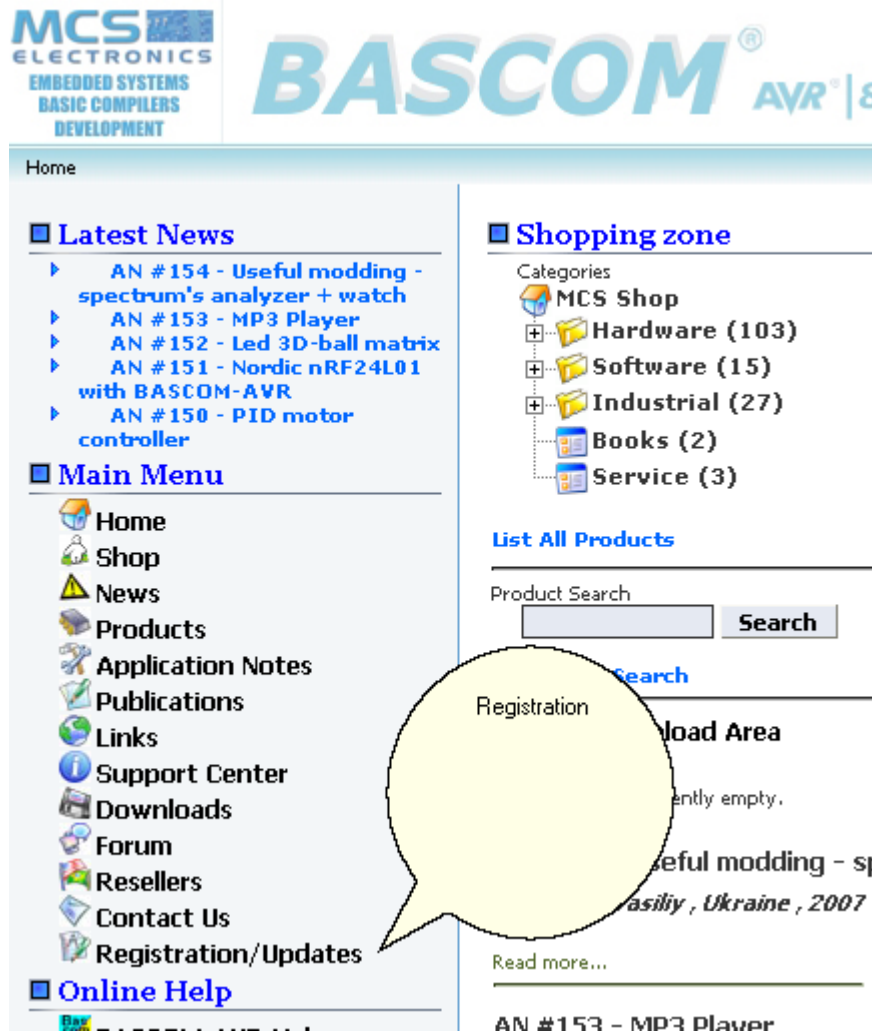 MCS
ELECTRONICS
EMBEDDED SYSTEMS
BASIC COMPILERS
DEVELOPMENT
BASCOM®
AVR®|
Home
Latest News
AN #154 - Useful modding -
spectrum's analyzer + watch
AN #153 - MP3 Player
AN #152 - Led 3D-ball matrix
AN #151 - Nordic nRF24L01
with BASCOM-AVR
AN #150 - PID motor
controller
Main Menu
Home
Shop
News
Products
Application Notes
Publications
Links
Support Center
Downloads
Forum
Resellers
Contact Us
Registration/Updates
Online Help
Shopping zone
Categories
MCS Shop
Hardware (103)
Software (15)
Industrial (27)
Books (2)
Service (3)
List All Products
Product Search
Search
Search
Registration
load Area
ently empty.
eful modding - sp
asiliy , Ukraine , 2007
Read more...
AN #153 - MP3 Player